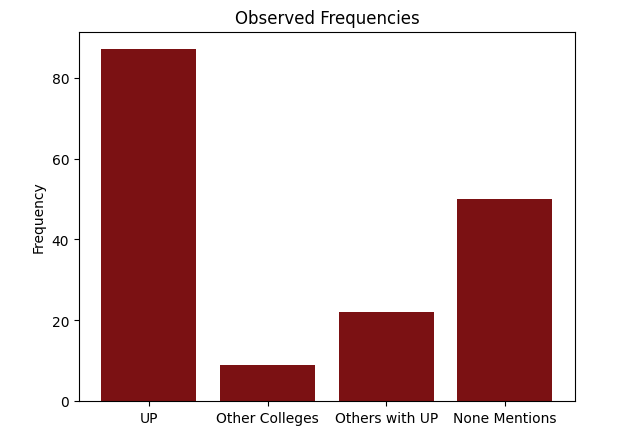 Observed Frequencies
Frequency
80
60
40
20
0
UP
Other Colleges
Others with UP
None Mentions